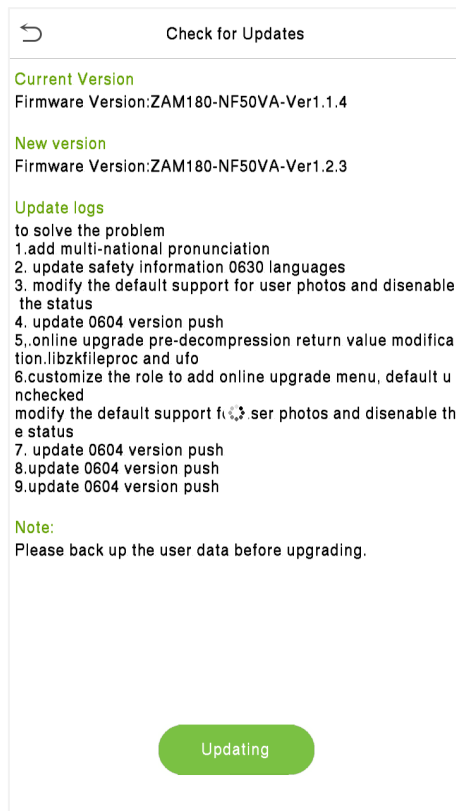 Check for Updates
Current Version
Firmware Version:ZAM180-NF50VA-Ver1.1.4
New version
Firmware Version:ZAM180-NF50VA-Ver1.2.3
Update logs
to solve the problem
1.add multi-national pronunciation
2. update safety information 0630 languages
3. modify the default support for user photos and disenable
the status
4. update 0604 version push
5,.online upgrade pre-decompression return value modifica
tion.libzkfileproc and ufo
6.customize the role to add online upgrade menu, default u
nchecked
modify the default support photos and disenable th
e status
7. update 0604 version push
8.update 0604 version push
9.update 0604 version push
Note:
Please back up the user data before upgrading.
Updating